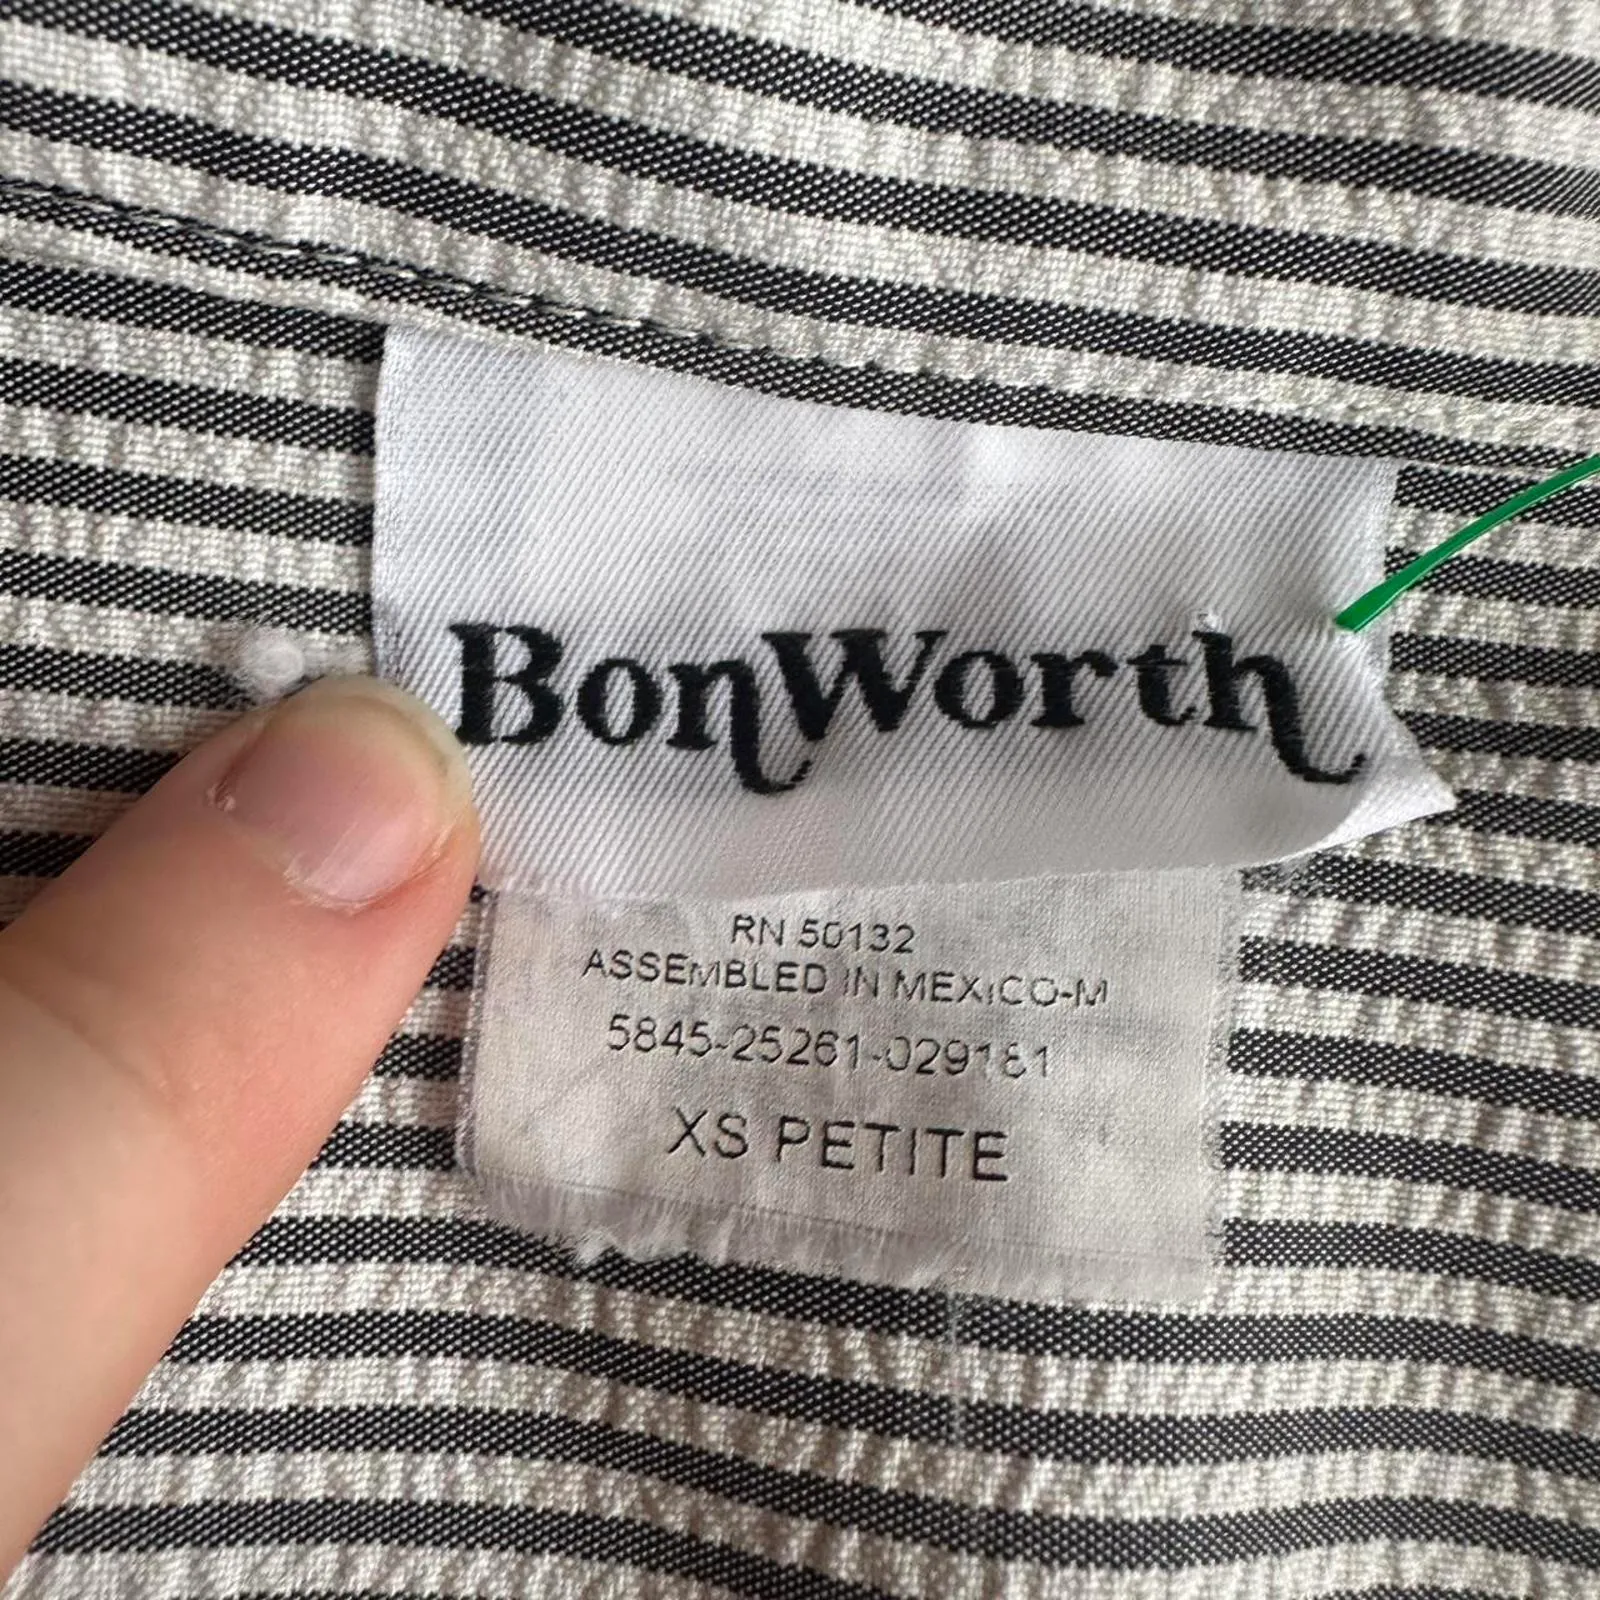 BonWorth
RN 50132
ASSEMBLED IN MEXICO-M
5845-25261-029181
XS PETITE